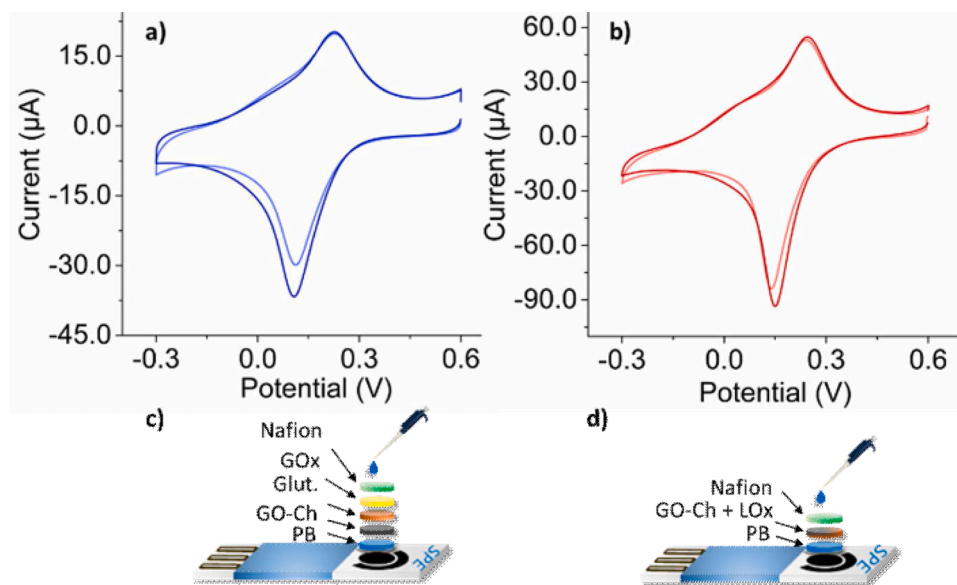 a)
15.0
0.0
-15.0
-30.0
-45.0
Current (µA)
-0.3 0.0 0.3 0.6
Potential (V)
b)
60.0
30.0
0.0
-30.0
-60.0
-90.0
Current (µA)
-0.3 0.0 0.3 0.6
Potential (V)
c)
Nafion
GOx
Glut.
GO-Ch
PB
SPE
d)
Nafion
GO-Ch + LOx
PB
SPE